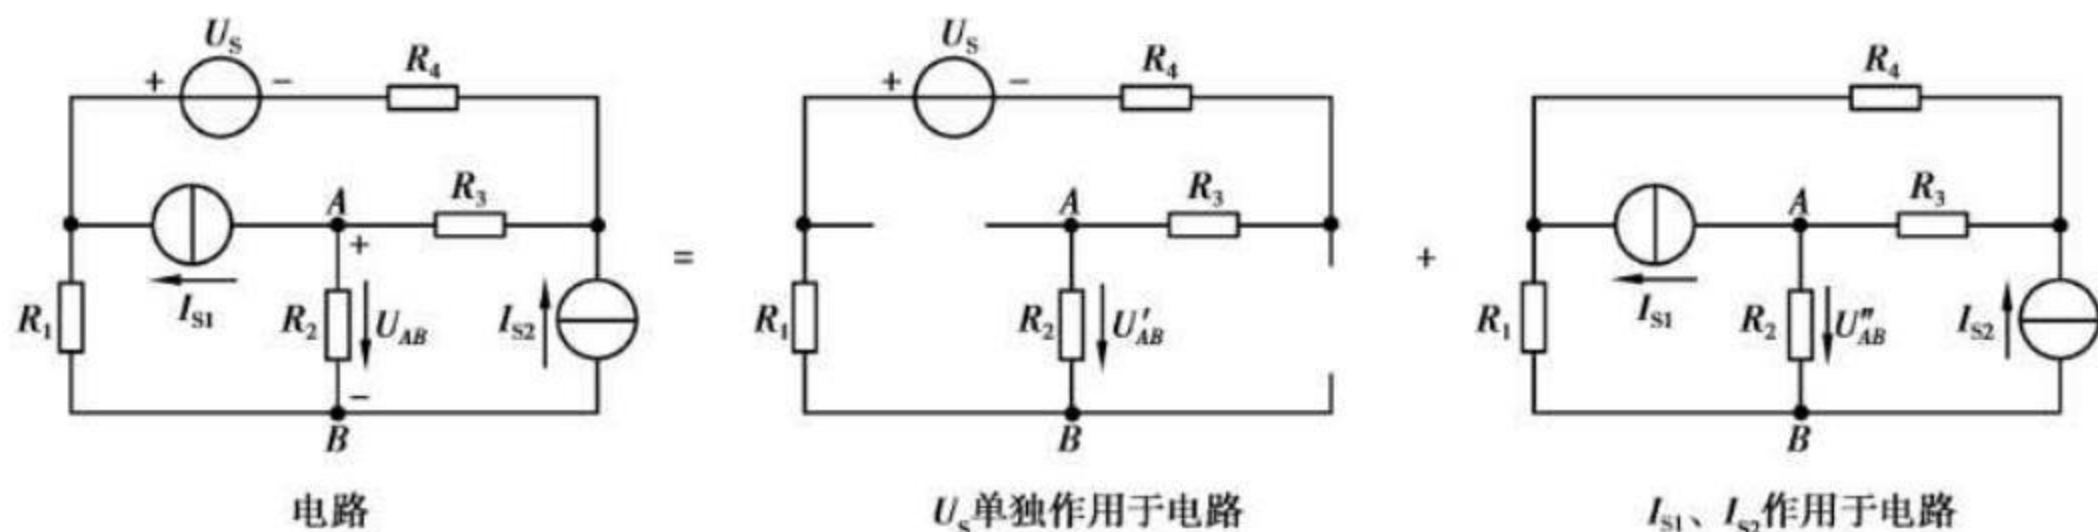 U_S
+ − R_4
A R_3
+
I_S1 R_1 R_2 U_AB I_S2
−
B
电路
=
U_S
+ − R_4
A R_3
R_1 R_2 U′_AB
B
U_S单独作用于电路
+
R_4
A R_3
I_S1 R_1 R_2 U″_AB I_S2
B
I_S1、I_S2作用于电路